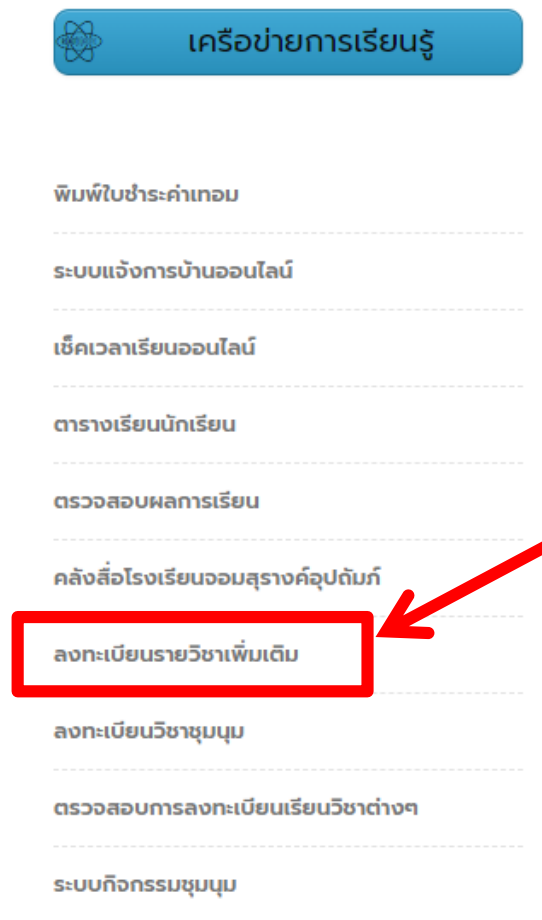 เครือข่ายการเรียนรู้
พิมพ์ใบชำระค่าเทอม
ระบบแจ้งการบ้านออนไลน์
เช็คเวลาเรียนออนไลน์
ตารางเรียนนักเรียน
ตรวจสอบผลการเรียน
คลังสื่อโรงเรียนจอมสุรางค์อุปถัมภ์
ลงทะเบียนรายวิชาเพิ่มเติม
ลงทะเบียนวิชาชุมนุม
ตรวจสอบการลงทะเบียนเรียนวิชาต่างๆ
ระบบกิจกรรมชุมนุม